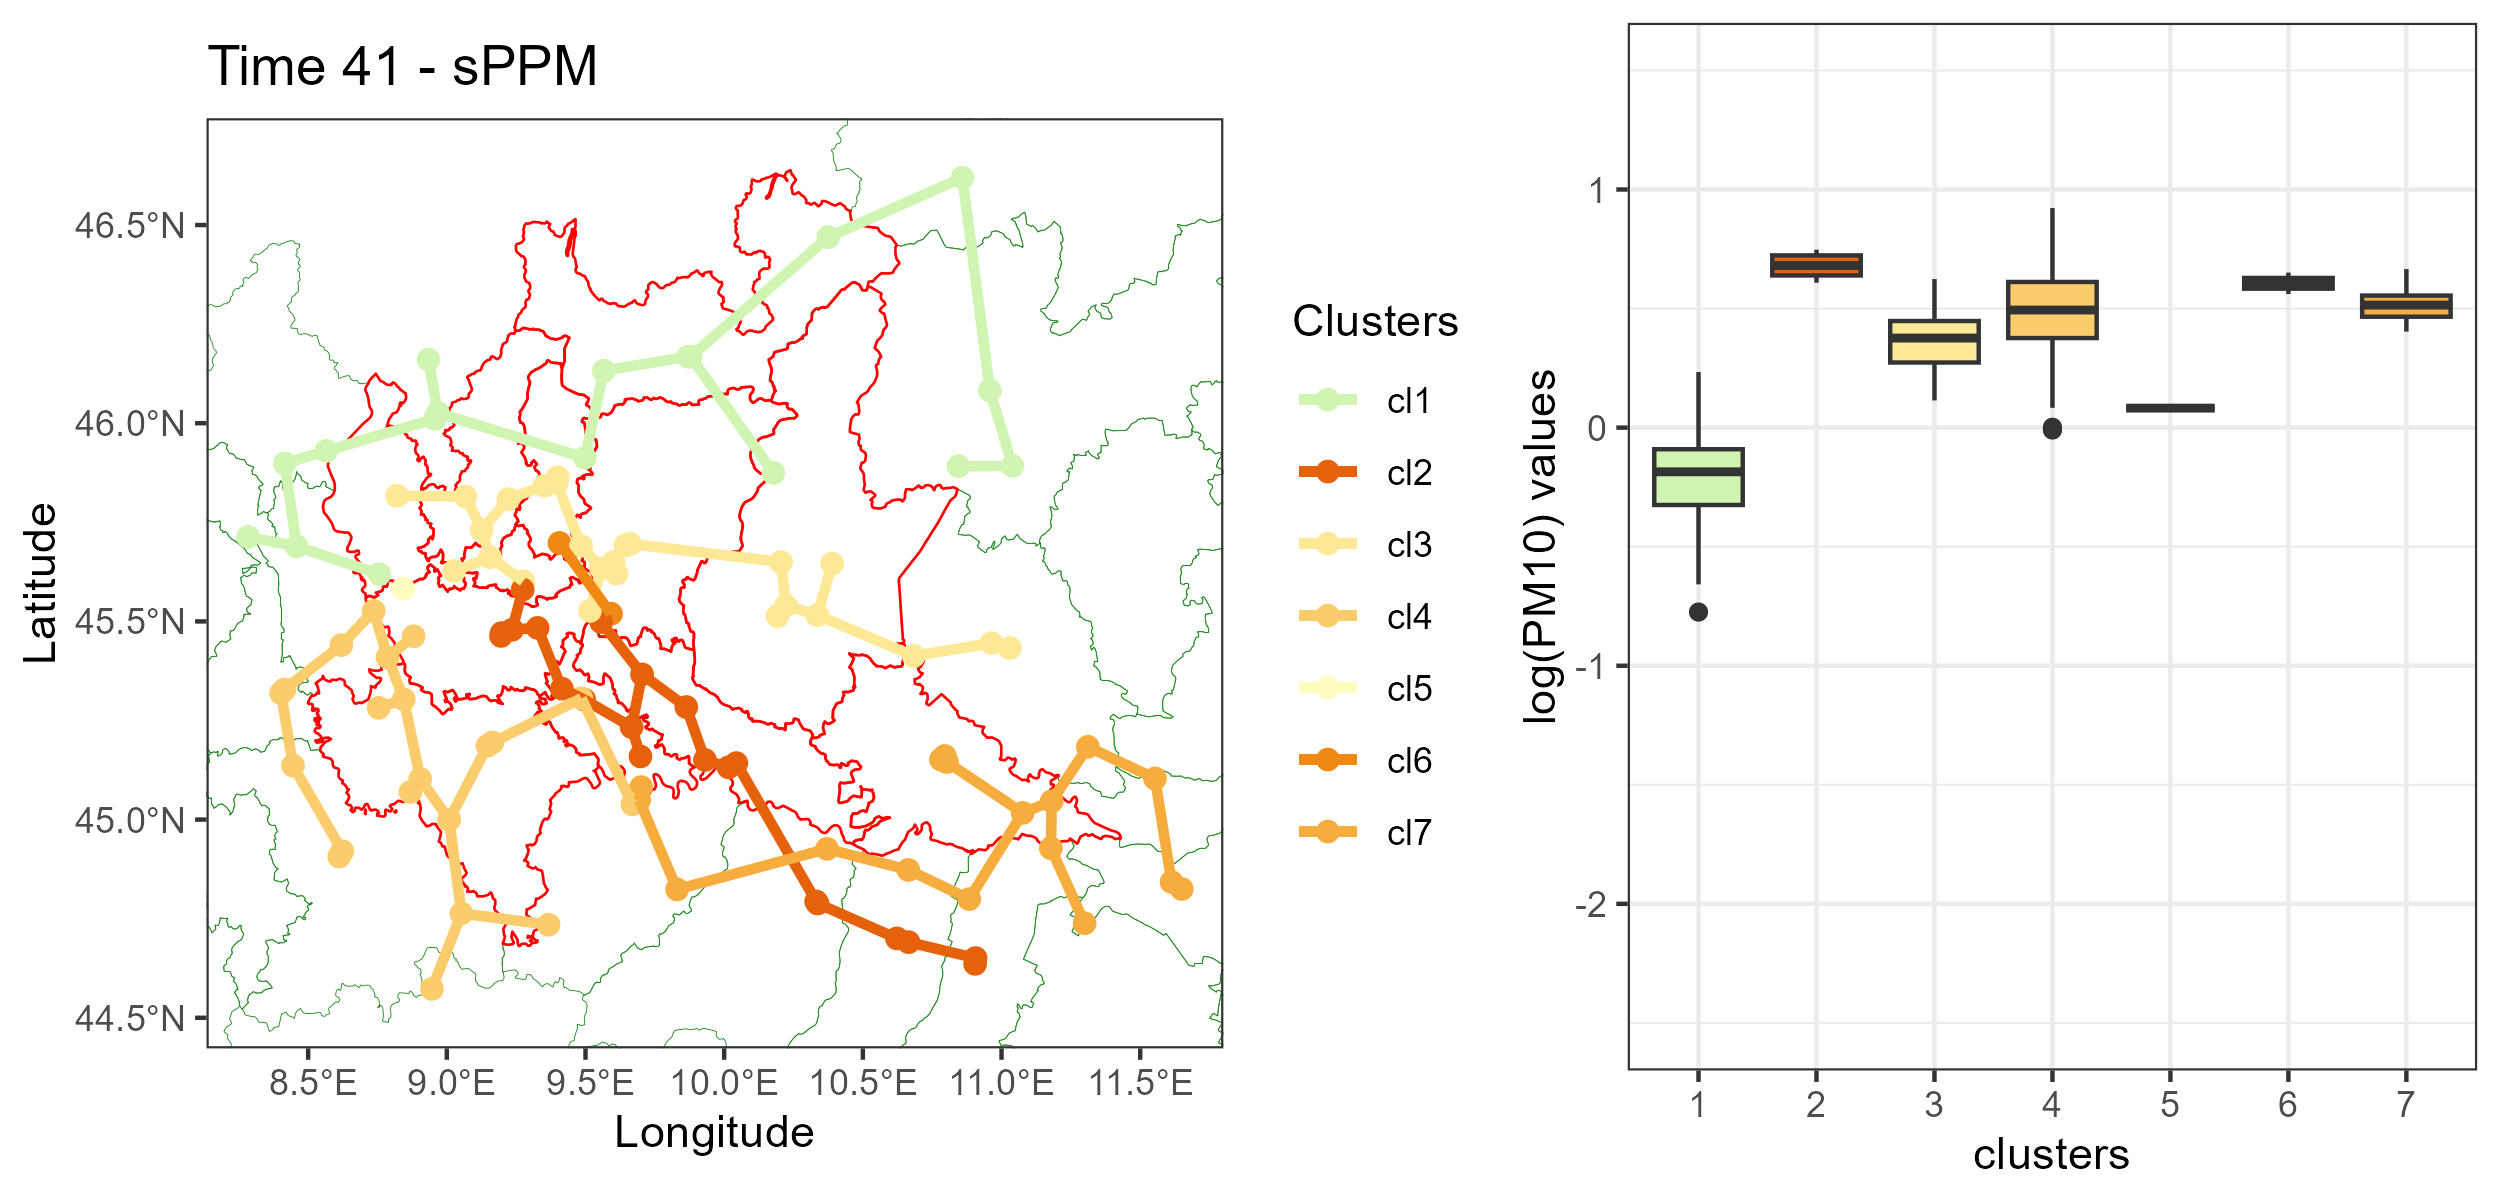 Time 41 - sPPM
46.5°N
46.0°N
45.5°N
45.0°N
44.5°N
Latitude
8.5°E 9.0°E 9.5°E 10.0°E 10.5°E 11.0°E 11.5°E
Longitude
Clusters
cl1
cl2
cl3
cl4
cl5
cl6
cl7
1
0
-1
-2
log(PM10) values
1 2 3 4 5 6 7
clusters